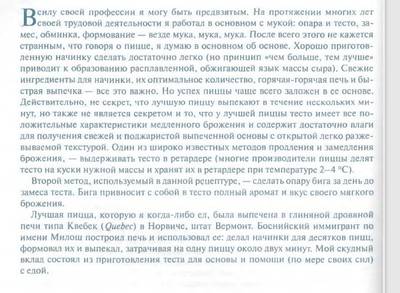 Всилу своей профессии я могу быть предвзятым. На протяжении многих лет
своей трудовой деятельности я работал в основном с мукой: опара и тесто, за-
мес, обминка, формование — везде мука, мука, мука. После всего этого не кажется
странным, что говоря о пицце, я думаю в основном об основе. Хорошо приготов-
ленную начинку сделать достаточно легко (но принцип «чем больше, тем лучше»
приводит к образованию расплавленной, обжигающей язык массы сыра). Свежие
ингредиенты для начинки, их оптимальное количество, горячая-горячая печь и бы-
страя выпечка — все это важно. Но успех пиццы чаще всего заложен в ее основе.
Действительно, не секрет, что лучшую пиццу выпекают в течение нескольких ми-
нут, но также не является секретом и то, что у лучшей пиццы тесто имеет все по-
ложительные характеристики медленного брожения и содержит достаточно влаги
для получения свежей и поджаристой выпеченной основы с открытой легко разже-
вываемой текстурой. Один из широко известных методов продления и замедления
брожения, — выдерживать тесто в ретардере (многие производители пиццы делят
тесто на куски нужной массы и хранят их в ретардере при температуре 2–4 °С).
Второй метод, используемый в данной рецептуре, — сделать опару бига за день до
замеса теста. Бига привносит с собой в тесто полный аромат и вкус своего мягкого
брожения.
Лучшая пицца, которую я когда-либо ел, была выпечена в глиняной дровяной
печи типа Квебек (Quebec) в Норвиче, штат Вермонт. Боснийский иммигрант по
имени Милош построил печь и использовал ее: делал начинки для десятков пицц,
формовал их и выпекал, затрачивая на одну пиццу около двух минут. Мой скудный
вклад состоял из приготовления теста для основы и помощи (по мере своих сил)
с едой.